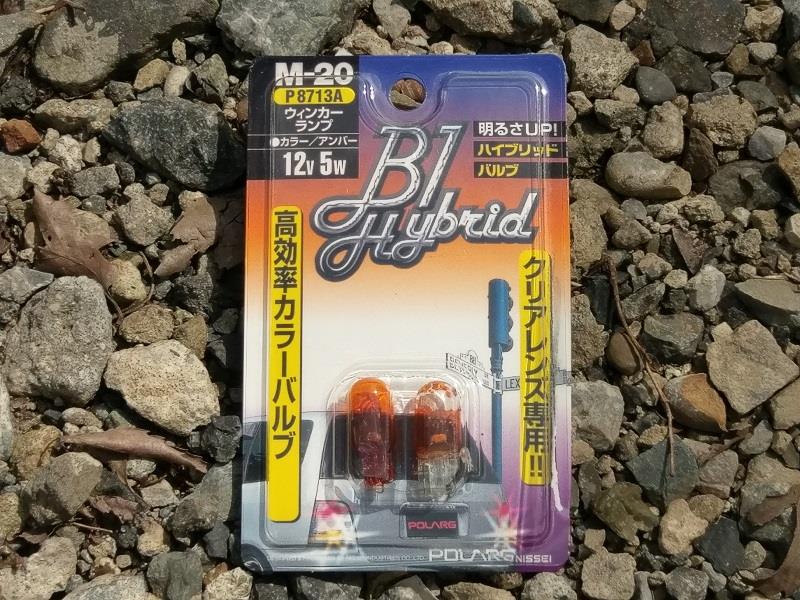 M-20
P8713A
ウィンカー
ランプ
●カラー/アンバー
12V 5W
B1
Hybrid
明るさUP!
ハイブリッド
バルブ
高効率カラーバルブ
クリアレンズ専用!!
BEVERLY
LEX
POLARG
POLARG NISSEI